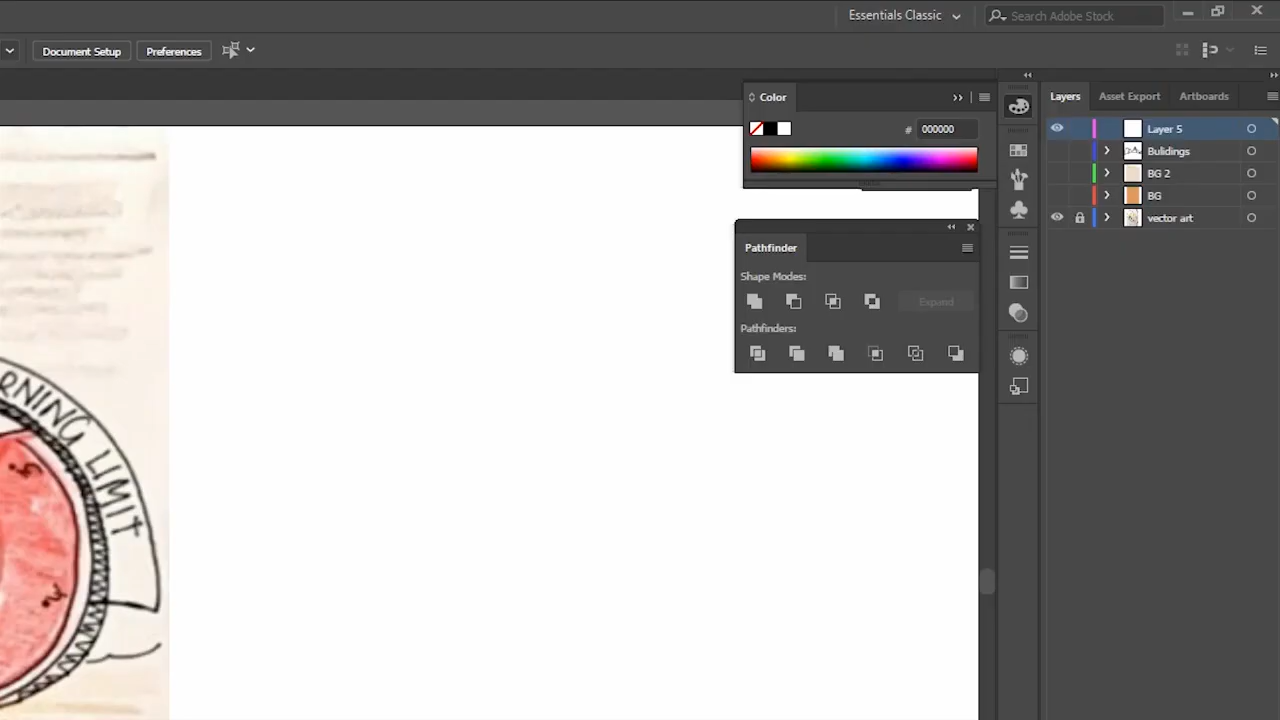 Essentials Classic
Search Adobe Stock
Document Setup
Preferences
Color
# 000000
Layers
Asset Export
Artboards
Layer 5
Bulidings
BG 2
BG
vector art
Pathfinder
Shape Modes:
Expand
Pathfinders:
RNING LIMIT